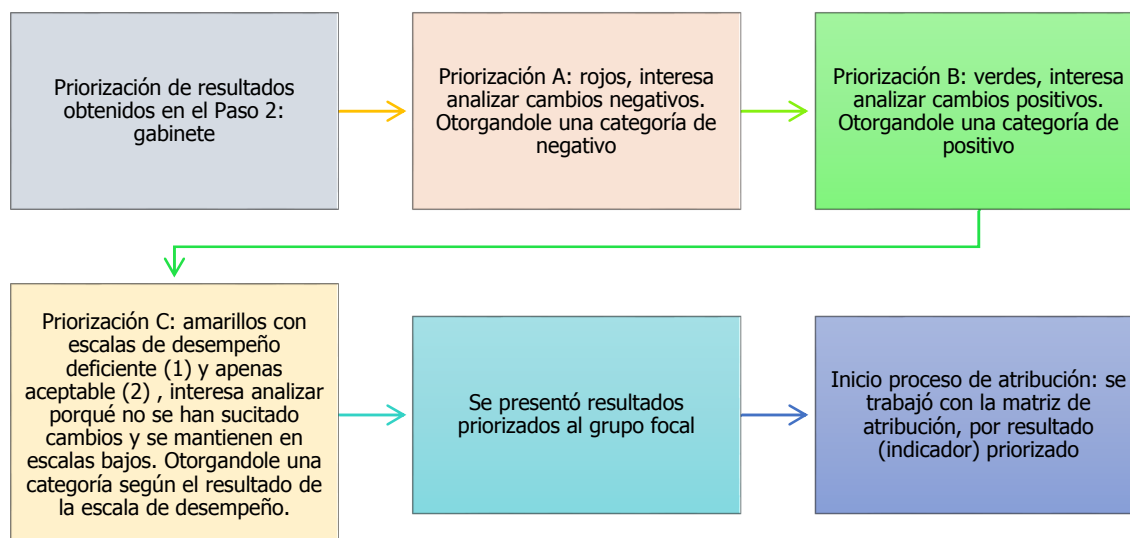 Priorización de resultados
obtenidos en el Paso 2:
gabinete
Priorización A: rojos, interesa
analizar cambios negativos.
Otorgandole una categoría de
negativo
Priorización B: verdes, interesa
analizar cambios positivos.
Otorgandole una categoría de
positivo
Priorización C: amarillos con
escalas de desempeño
deficiente (1) y apenas
aceptable (2) , interesa analizar
porqué no se han sucitado
cambios y se mantienen en
escalas bajos. Otorgandole una
categoría según el resultado de
la escala de desempeño.
Se presentó resultados
priorizados al grupo focal
Inicio proceso de atribución: se
trabajó con la matriz de
atribución, por resultado
(indicador) priorizado